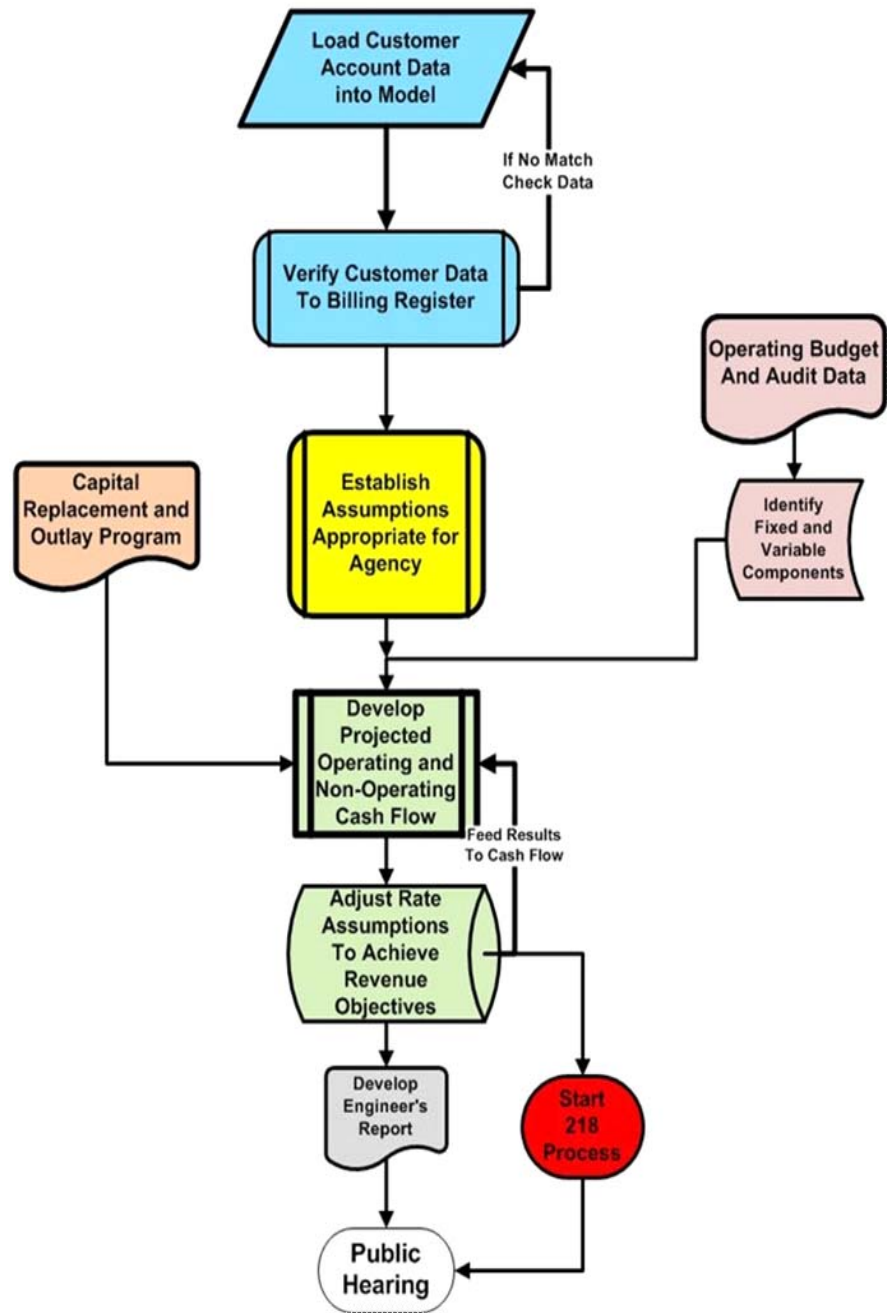 Load Customer
Account Data
into Model
If No Match
Check Data
Verify Customer Data
To Billing Register
Operating Budget
And Audit Data
Capital
Replacement and
Outlay Program
Establish
Assumptions
Appropriate for
Agency
Identify
Fixed and
Variable
Components
Develop
Projected
Operating and
Non-Operating
Cash Flow
Feed Results
To Cash Flow
Adjust Rate
Assumptions
To Achieve
Revenue
Objectives
Develop
Engineer's
Report
Start
218
Process
Public
Hearing